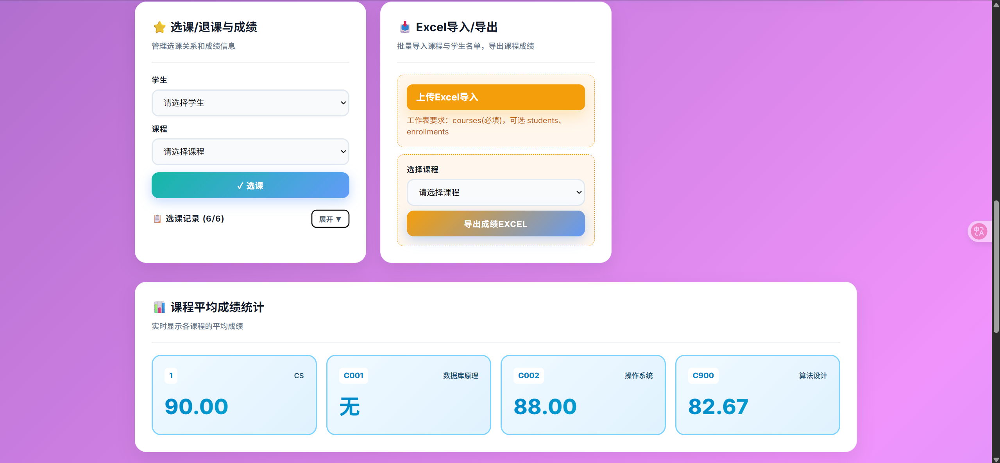 选课/退课与成绩
管理选课关系和成绩信息
学生
请选择学生
课程
请选择课程
✓ 选课
选课记录 (6/6)
展开 ▼
Excel导入/导出
批量导入课程与学生名单，导出课程成绩
上传Excel导入
工作表要求：courses(必填)，可选 students、
enrollments
选择课程
请选择课程
导出成绩EXCEL
课程平均成绩统计
实时显示各课程的平均成绩
1
CS
90.00
C001
数据库原理
无
C002
操作系统
88.00
C900
算法设计
82.67
中
A